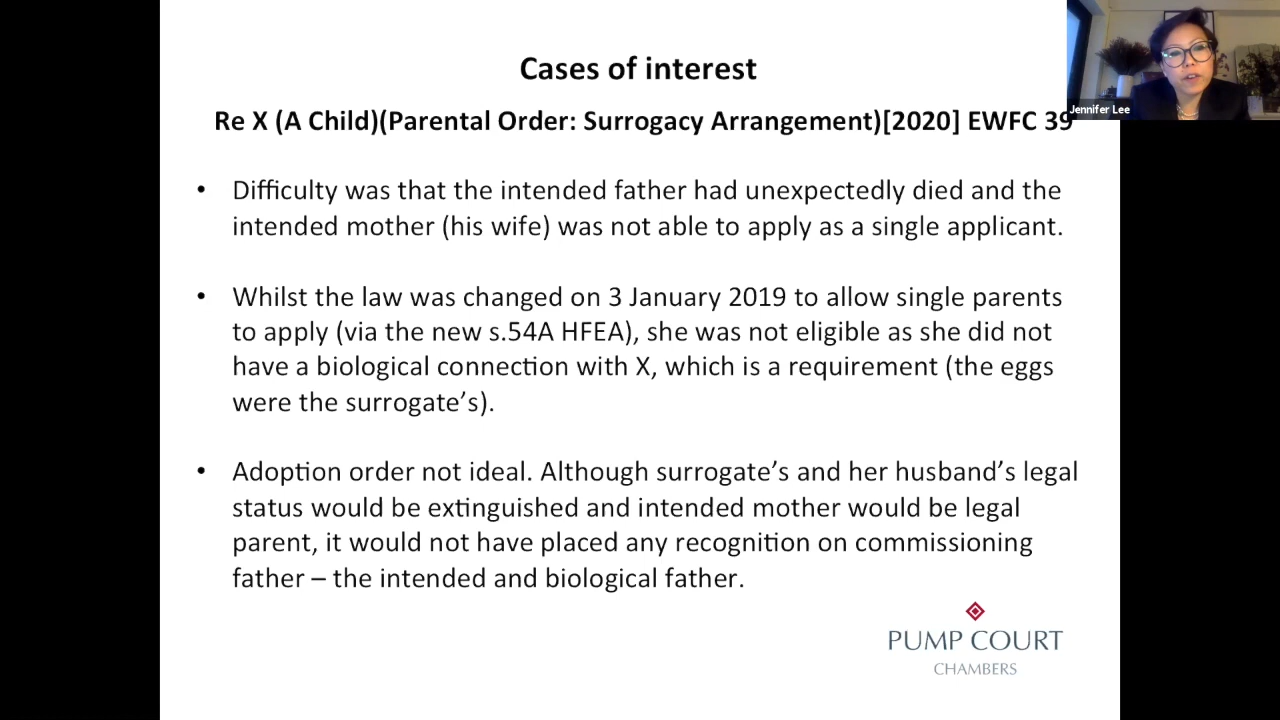 Cases of interest
Re X (A Child)(Parental Order: Surrogacy Arrangement)[2020] EWFC 39
Jennifer Lee
• Difficulty was that the intended father had unexpectedly died and the
intended mother (his wife) was not able to apply as a single applicant.
• Whilst the law was changed on 3 January 2019 to allow single parents
to apply (via the new s.54A HFEA), she was not eligible as she did not
have a biological connection with X, which is a requirement (the eggs
were the surrogate’s).
• Adoption order not ideal. Although surrogate’s and her husband’s legal
status would be extinguished and intended mother would be legal
parent, it would not have placed any recognition on commissioning
father – the intended and biological father.
PUMP COURT
CHAMBERS